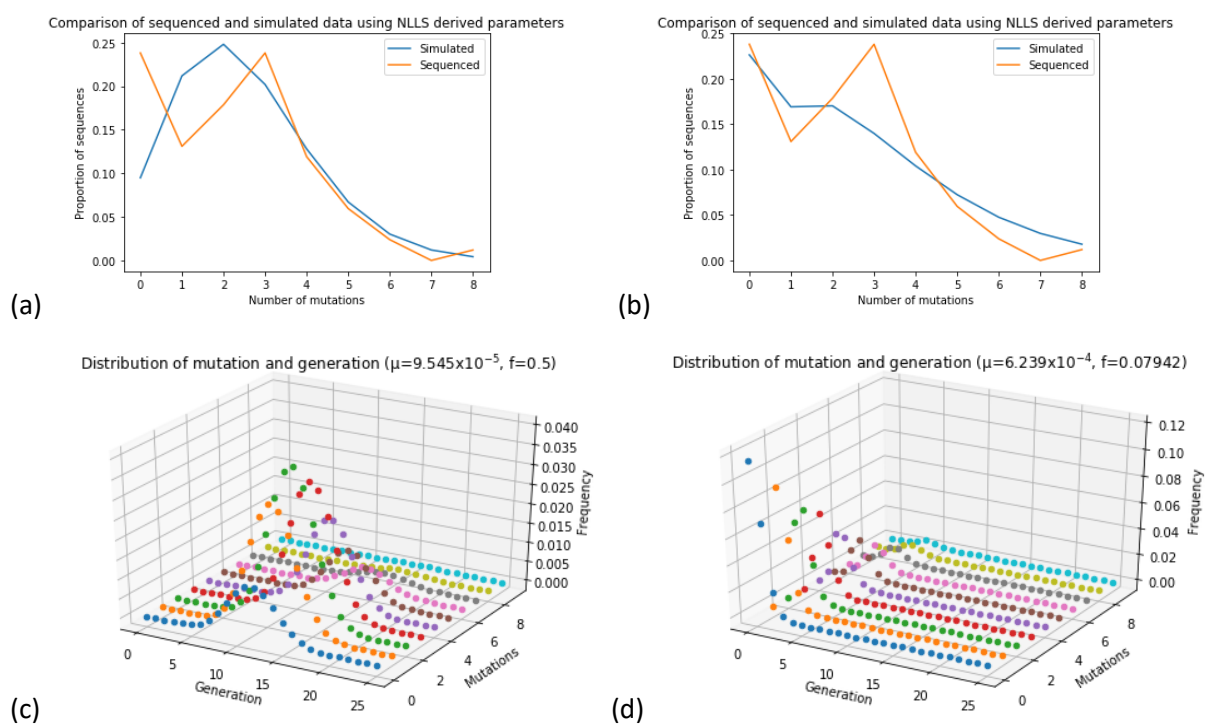 Comparison of sequenced and simulated data using NLLS derived parameters
0.25
0.20
0.15
0.10
0.05
0.00
Proportion of sequences
Simulated
Sequenced
0 1 2 3 4 5 6 7 8
Number of mutations
(a)
Comparison of sequenced and simulated data using NLLS derived parameters
0.25
0.20
0.15
0.10
0.05
0.00
Proportion of sequences
Simulated
Sequenced
0 1 2 3 4 5 6 7 8
Number of mutations
(b)
Distribution of mutation and generation (μ=9.545x10⁻⁵, f=0.5)
0.040
0.035
0.030
0.025
0.020
0.015
0.010
0.005
0.000
Frequency
0 5 10 15 20 25
Generation
0 2 4 6 8
Mutations
(c)
Distribution of mutation and generation (μ=6.239x10⁻⁴, f=0.07942)
0.12
0.10
0.08
0.06
0.04
0.02
0.00
Frequency
0 5 10 15 20 25
Generation
0 2 4 6 8
Mutations
(d)